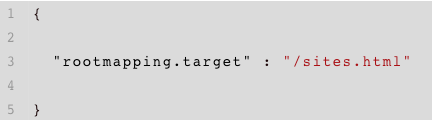 1 {
2
3 "rootmapping.target" : "/sites.html"
4
5 }